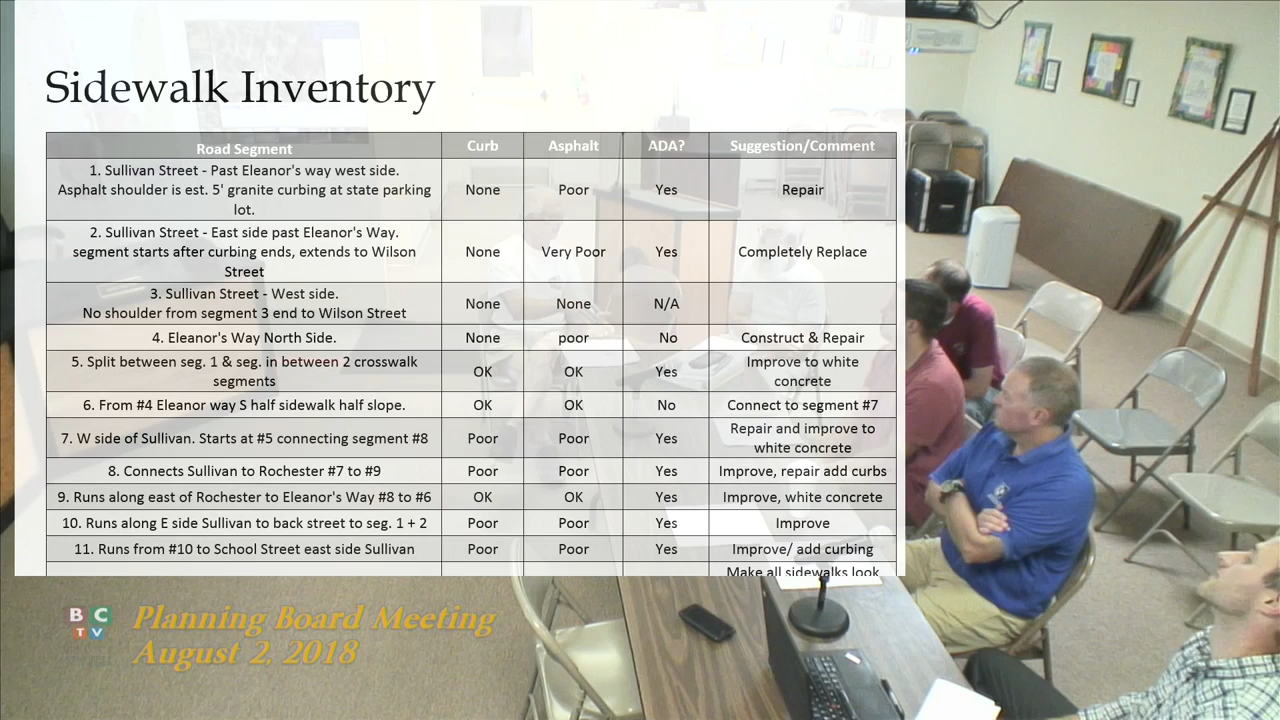 Sidewalk Inventory
Road Segment Curb Asphalt ADA? Suggestion/Comment
1. Sullivan Street - Past Eleanor's way west side.
Asphalt shoulder is est. 5' granite curbing at state parking
lot.
None Poor Yes Repair
2. Sullivan Street - East side past Eleanor's Way.
segment starts after curbing ends, extends to Wilson
Street
None Very Poor Yes Completely Replace
3. Sullivan Street - West side.
No shoulder from segment 3 end to Wilson Street
None None N/A
4. Eleanor's Way North Side. None poor No Construct & Repair
5. Split between seg. 1 & seg. in between 2 crosswalk
segments
OK OK Yes Improve to white
concrete
6. From #4 Eleanor way S half sidewalk half slope. OK OK No Connect to segment #7
7. W side of Sullivan. Starts at #5 connecting segment #8 Poor Poor Yes Repair and improve to
white concrete
8. Connects Sullivan to Rochester #7 to #9 Poor Poor Yes Improve, repair add curbs
9. Runs along east of Rochester to Eleanor's Way #8 to #6 OK OK Yes Improve, white concrete
10. Runs along E side Sullivan to back street to seg. 1 + 2 Poor Poor Yes Improve
11. Runs from #10 to School Street east side Sullivan Poor Poor Yes Improve/ add curbing
Make all sidewalks look
B C
TV
Planning Board Meeting
August 2, 2018